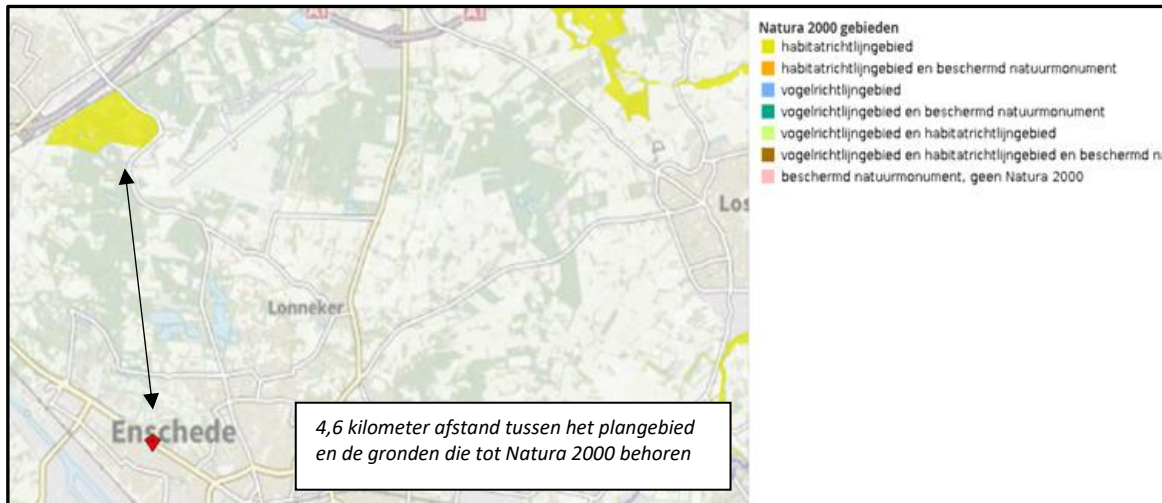 A1
A1
Natura 2000 gebieden
habitatrichtlijngebied
habitatrichtlijngebied en beschermd natuurmonument
vogelrichtlijngebied
vogelrichtlijngebied en beschermd natuurmonument
vogelrichtlijngebied en habitatrichtlijngebied
vogelrichtlijngebied en habitatrichtlijngebied en beschermd n
beschermd natuurmonument, geen Natura 2000
Los
Lonneker
Enschede
4,6 kilometer afstand tussen het plangebied
en de gronden die tot Natura 2000 behoren